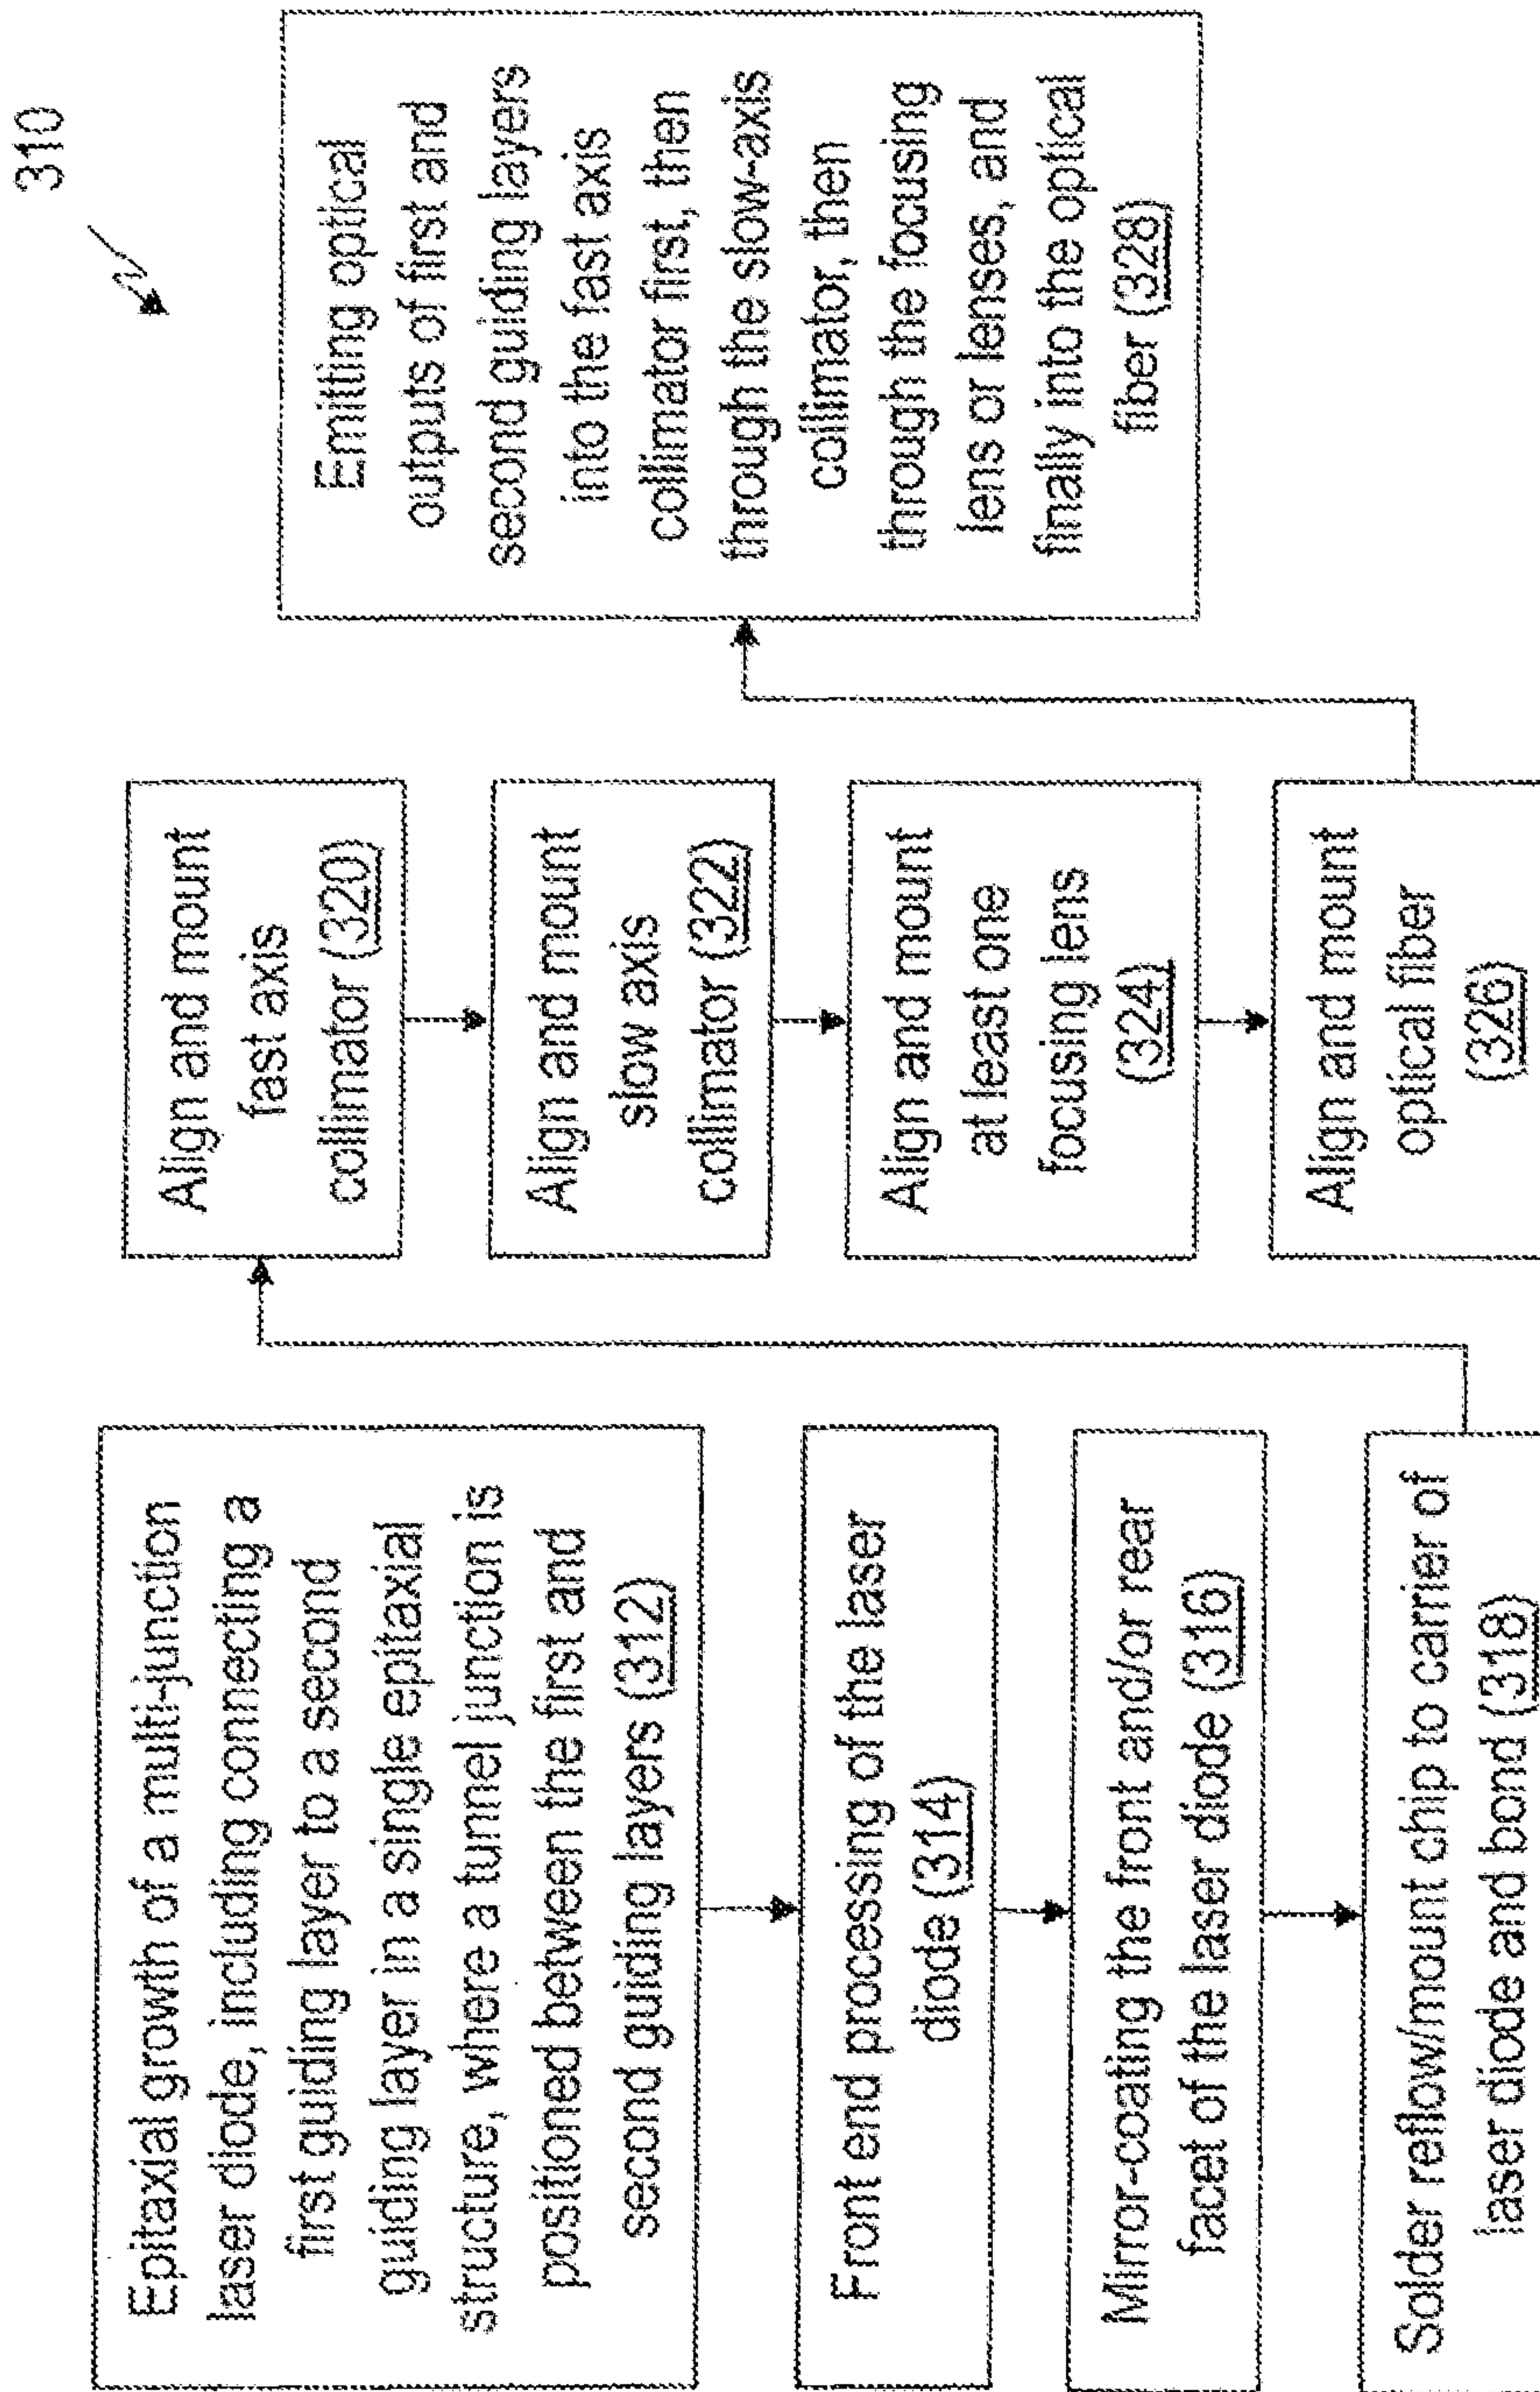 310
Epitaxial growth of a multi-junction
laser diode, including connecting a
first guiding layer to a second
guiding layer in a single epitaxial
structure, where a tunnel junction is
positioned between the first and
second guiding layers (312)
Front end processing of the laser
diode (314)
Mirror-coating the front and/or rear
facet of the laser diode (316)
Solder reflow/mount chip to carrier of
laser diode and bond (318)
Align and mount
fast axis
collimator (320)
Align and mount
slow axis
collimator (322)
Align and mount
at least one
focusing lens
(324)
Align and mount
optical fiber
(326)
Emitting optical
outputs of first and
second guiding layers
into the fast axis
collimator first, then
through the slow-axis
collimator, then
through the focusing
lens or lenses, and
finally into the optical
fiber (328)